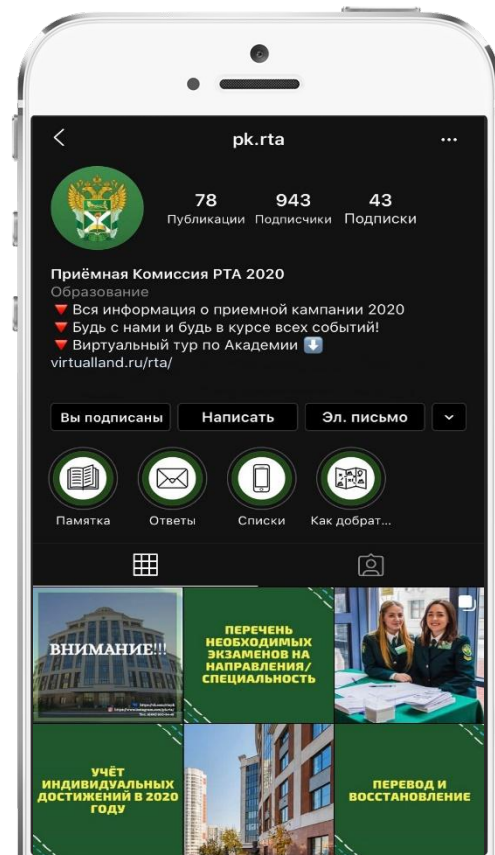 pk.rta
78 943 43
Публикации Подписчики Подписки
Приёмная Комиссия РТА 2020
Образование
Вся информация о приемной кампании 2020
Будь с нами и будь в курсе всех событий!
Виртуальный тур по Академии
virtualland.ru/rta/
Вы подписаны Написать Эл. письмо
Памятка Ответы Списки Как добрат...
ВНИМАНИЕ!!!
ПЕРЕЧЕНЬ
НЕОБХОДИМЫХ
ЭКЗАМЕНОВ НА
НАПРАВЛЕНИЯ/
СПЕЦИАЛЬНОСТЬ
УЧЁТ
ИНДИВИДУАЛЬНЫХ
ДОСТИЖЕНИЙ В 2020
ГОДУ
ПЕРЕВОД И
ВОССТАНОВЛЕНИЕ